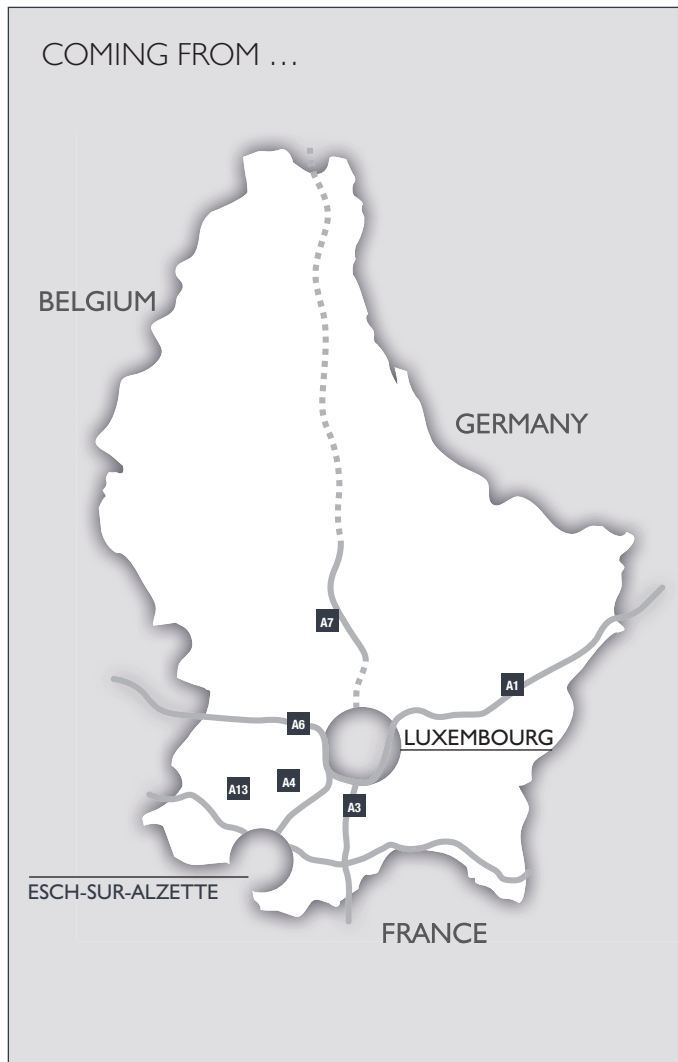 COMING FROM …
BELGIUM
GERMANY
A7
A1
A6
LUXEMBOURG
A4
A13
A3
ESCH-SUR-ALZETTE
FRANCE